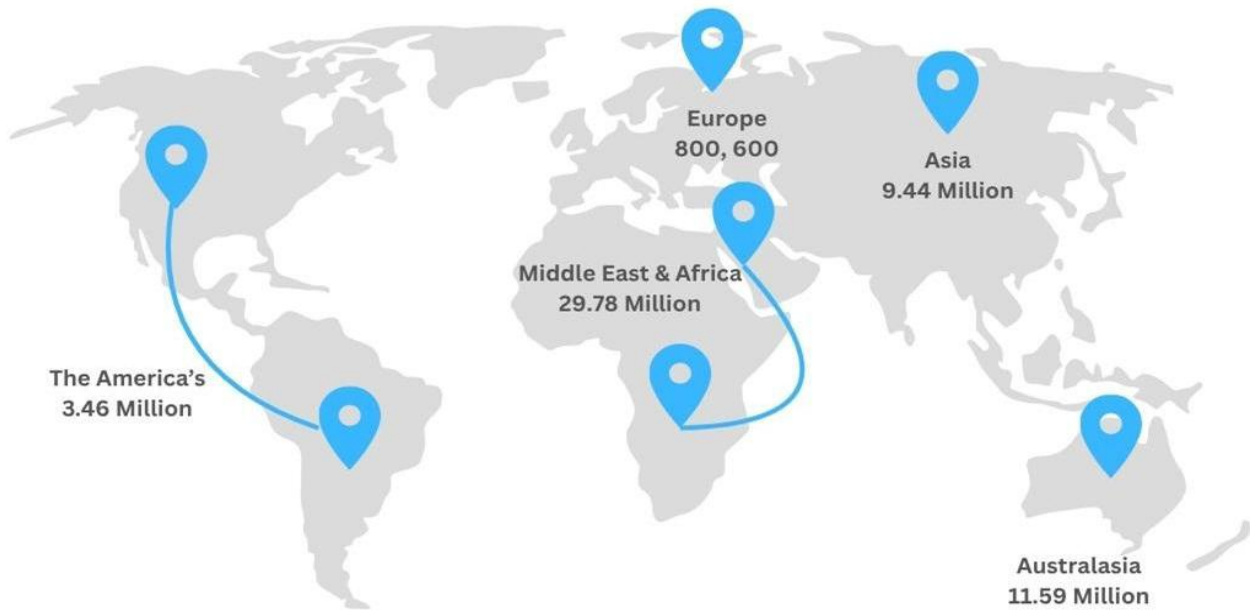 Europe
800, 600
Asia
9.44 Million
Middle East & Africa
29.78 Million
The America’s
3.46 Million
Australasia
11.59 Million